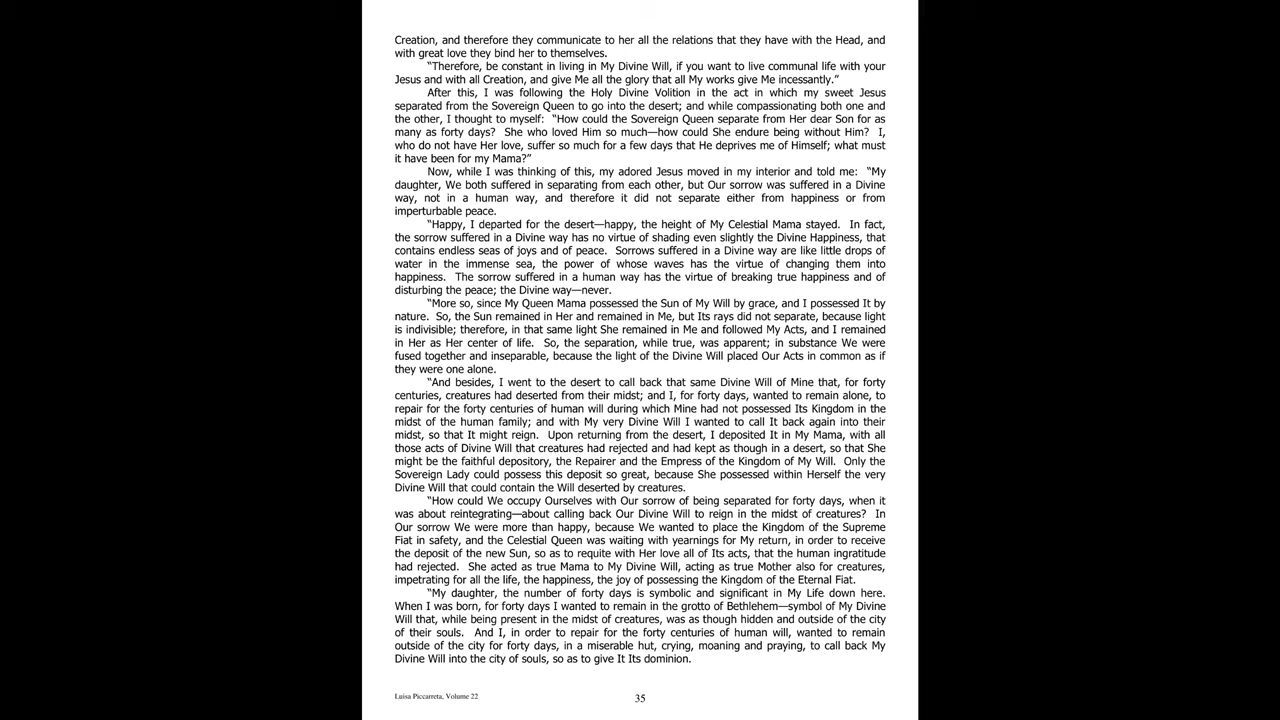 Creation, and therefore they communicate to her all the relations that they have with the Head, and
with great love they bind her to themselves.
“Therefore, be constant in living in My Divine Will, if you want to live communal life with your
Jesus and with all Creation, and give Me all the glory that all My works give Me incessantly.”
After this, I was following the Holy Divine Volition in the act in which my sweet Jesus
separated from the Sovereign Queen to go into the desert; and while compassionating both one and
the other, I thought to myself:  “How could the Sovereign Queen separate from Her dear Son for as
many as forty days?  She who loved Him so much—how could She endure being without Him?  I,
who do not have Her love, suffer so much for a few days that He deprives me of Himself; what must
it have been for my Mama?”
Now, while I was thinking of this, my adored Jesus moved in my interior and told me:  “My
daughter, We both suffered in separating from each other, but Our sorrow was suffered in a Divine
way, not in a human way, and therefore it did not separate either from happiness or from
imperturbable peace.
“Happy, I departed for the desert—happy, the height of My Celestial Mama stayed.  In fact,
the sorrow suffered in a Divine way has no virtue of shading even slightly the Divine Happiness, that
contains endless seas of joys and of peace.  Sorrows suffered in a Divine way are like little drops of
water in the immense sea, the power of whose waves has the virtue of changing them into
happiness.  The sorrow suffered in a human way has the virtue of breaking true happiness and of
disturbing the peace; the Divine way—never.
“More so, since My Queen Mama possessed the Sun of My Will by grace, and I possessed It by
nature.  So, the Sun remained in Her and remained in Me, but Its rays did not separate, because light
is indivisible; therefore, in that same light She remained in Me and followed My Acts, and I remained
in Her as Her center of life.  So, the separation, while true, was apparent; in substance We were
fused together and inseparable, because the light of the Divine Will placed Our Acts in common as if
they were one alone.
“And besides, I went to the desert to call back that same Divine Will of Mine that, for forty
centuries, creatures had deserted from their midst; and I, for forty days, wanted to remain alone, to
repair for the forty centuries of human will during which Mine had not possessed Its Kingdom in the
midst of the human family; and with My very Divine Will I wanted to call It back again into their
midst, so that It might reign.  Upon returning from the desert, I deposited It in My Mama, with all
those acts of Divine Will that creatures had rejected and had kept as though in a desert, so that She
might be the faithful depository, the Repairer and the Empress of the Kingdom of My Will.  Only the
Sovereign Lady could possess this deposit so great, because She possessed within Herself the very
Divine Will that could contain the Will deserted by creatures.
“How could We occupy Ourselves with Our sorrow of being separated for forty days, when it
was about reintegrating—about calling back Our Divine Will to reign in the midst of creatures?  In
Our sorrow We were more than happy, because We wanted to place the Kingdom of the Supreme
Fiat in safety, and the Celestial Queen was waiting with yearnings for My return, in order to receive
the deposit of the new Sun, so as to requite with Her love all of Its acts, that the human ingratitude
had rejected.  She acted as true Mama to My Divine Will, acting as true Mother also for creatures,
impetrating for all the life, the happiness, the joy of possessing the Kingdom of the Eternal Fiat.
“My daughter, the number of forty days is symbolic and significant in My Life down here.
When I was born, for forty days I wanted to remain in the grotto of Bethlehem—symbol of My Divine
Will that, while being present in the midst of creatures, was as though hidden and outside of the city
of their souls.  And I, in order to repair for the forty centuries of human will, wanted to remain
outside of the city for forty days, in a miserable hut, crying, moaning and praying, to call back My
Divine Will into the city of souls, so as to give It Its dominion.
Luisa Piccarreta, Volume 22
35